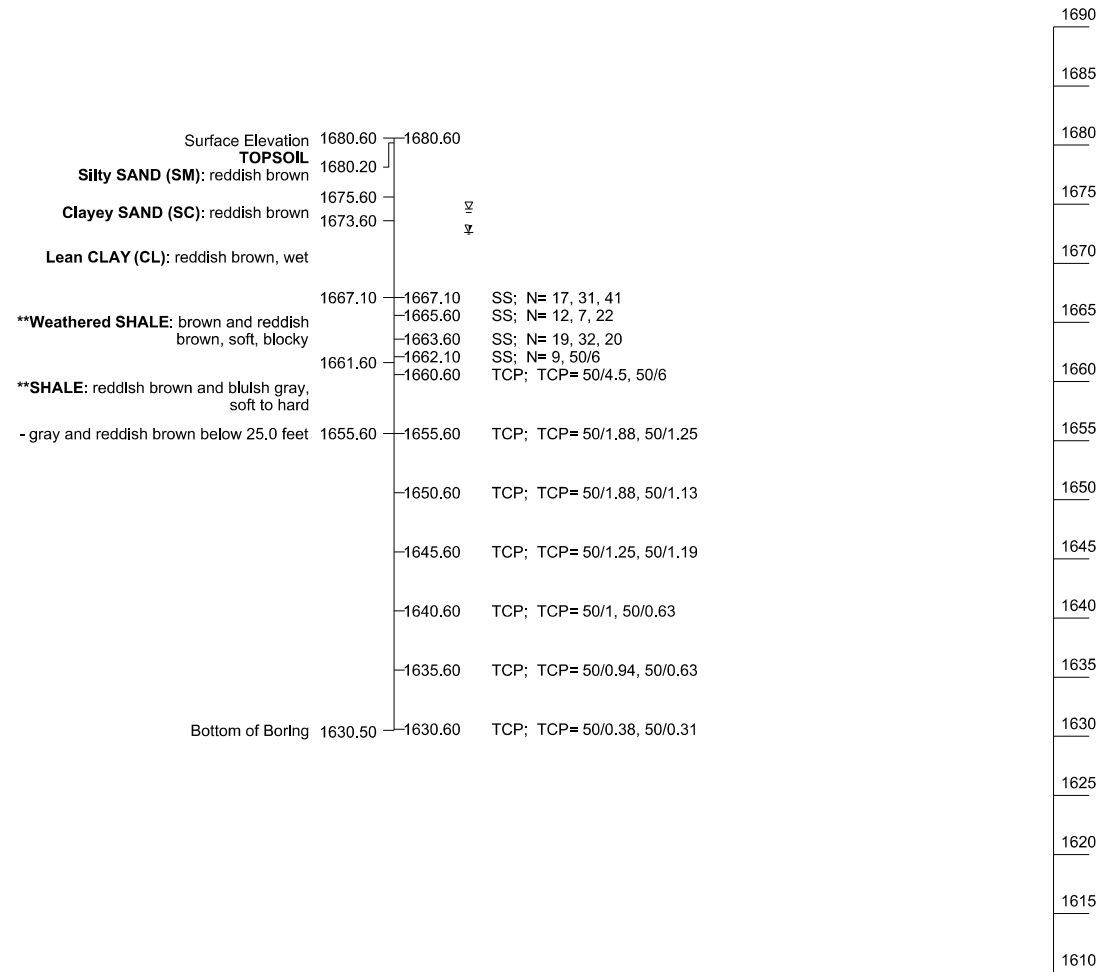 1690
1685
Surface Elevation 1680.60 1680.60 1680
TOPSOIL
1680.20
Silty SAND (SM): reddish brown
1675.60 1675
Clayey SAND (SC): reddish brown
1673.60
Lean CLAY (CL): reddish brown, wet 1670
1667.10 1667.10 SS; N= 17, 31, 41
1665.60 SS; N= 12, 7, 22 1665
**Weathered SHALE: brown and reddish
brown, soft, blocky 1663.60 SS; N= 19, 32, 20
1662.10 SS; N= 9, 50/6
1661.60
1660.60 TCP; TCP= 50/4.5, 50/6 1660
**SHALE: reddish brown and bluish gray,
soft to hard
- gray and reddish brown below 25.0 feet 1655.60 1655.60 TCP; TCP= 50/1.88, 50/1.25 1655
1650.60 TCP; TCP= 50/1.88, 50/1.13 1650
1645.60 TCP; TCP= 50/1.25, 50/1.19 1645
1640.60 TCP; TCP= 50/1, 50/0.63 1640
1635.60 TCP; TCP= 50/0.94, 50/0.63 1635
Bottom of Boring 1630.50 1630.60 TCP; TCP= 50/0.38, 50/0.31 1630
1625
1620
1615
1610